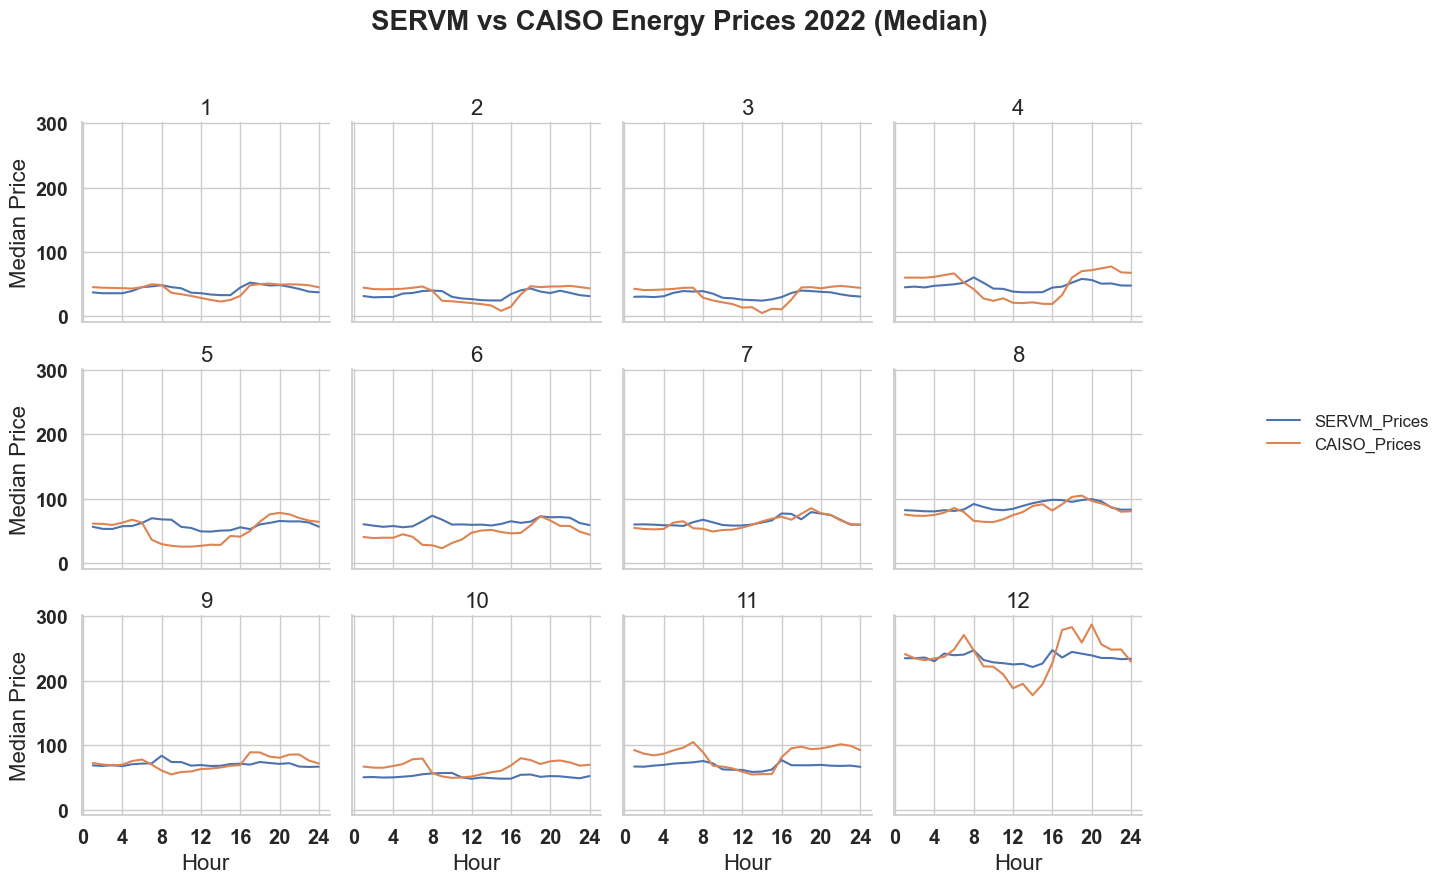 SERVM vs CAISO Energy Prices 2022 (Median)
1 2 3 4
300
200
100
0
Median Price
5 6 7 8
300
200
100
0
Median Price
SERVM_Prices
CAISO_Prices
9 10 11 12
300
200
100
0
Median Price
0 4 8 12 16 20 24 0 4 8 12 16 20 24 0 4 8 12 16 20 24 0 4 8 12 16 20 24
Hour Hour Hour Hour